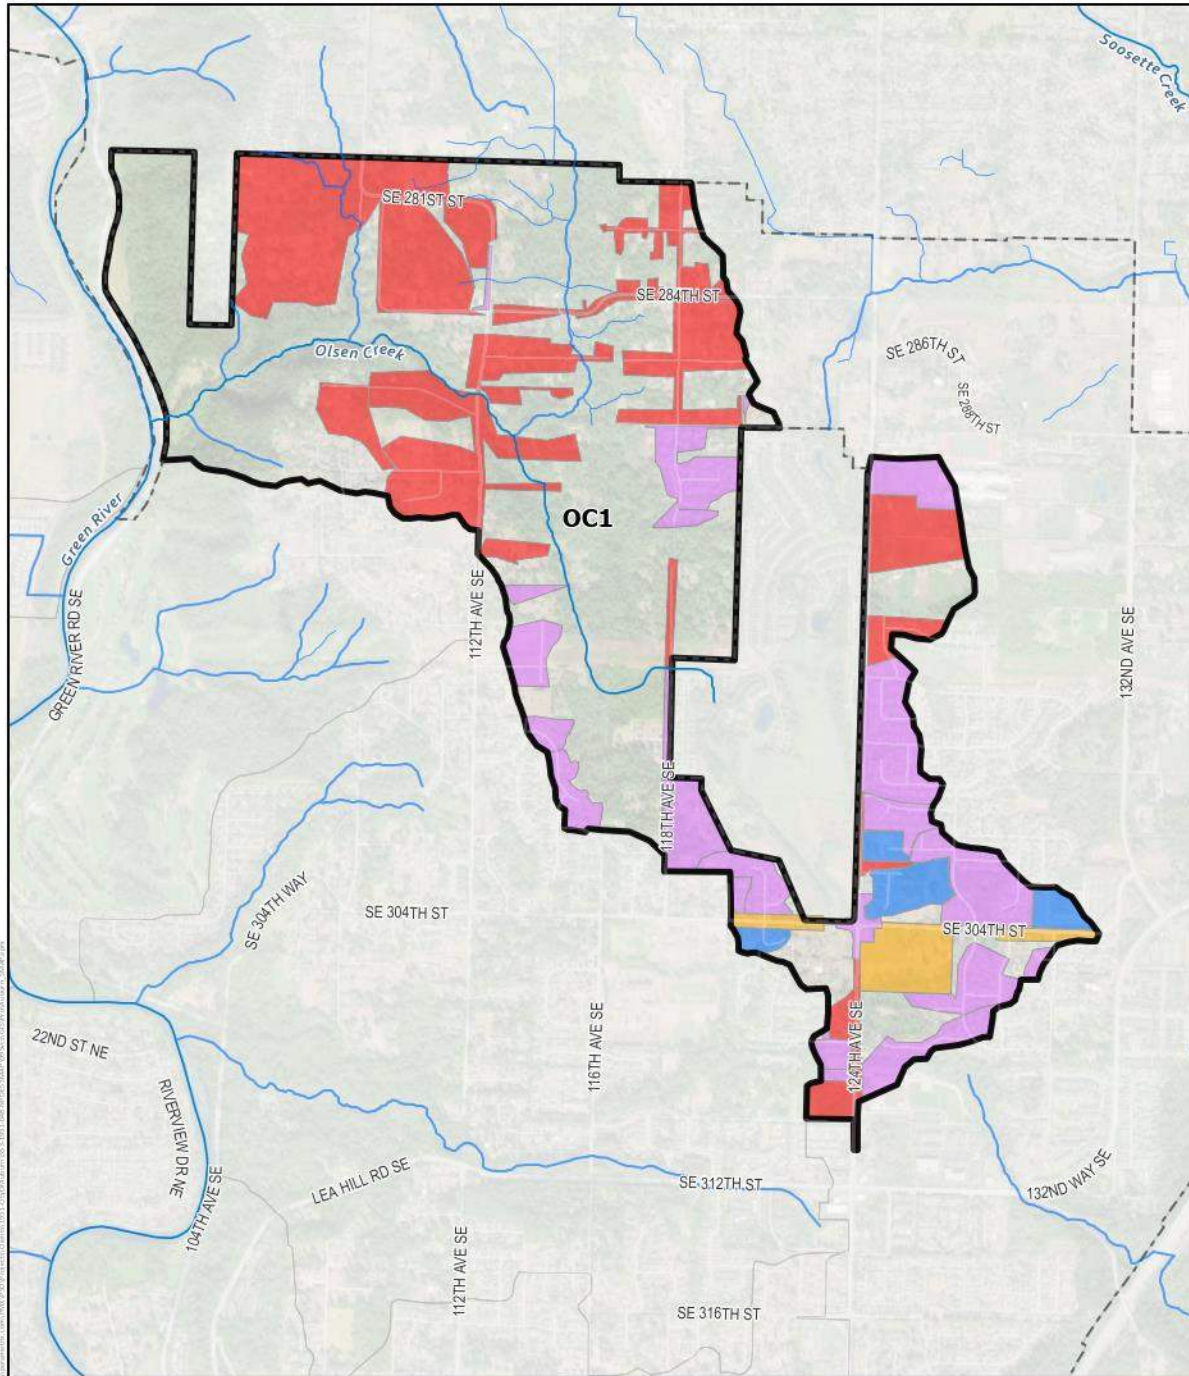 Soosette Creek
SE 281ST ST
SE 284TH ST
Olsen Creek
SE 286TH ST
SE 288TH ST
Green River
OC1
112TH AVE SE
GREEN RIVER RD SE
132ND AVE SE
118TH AVE SE
SE 304TH WAY
SE 304TH ST
SE 304TH ST
22ND ST NE
116TH AVE SE
124TH AVE SE
RIVERVIEW DR NE
LEA HILL RD SE
SE 312TH ST
132ND WAY SE
104TH AVE SE
112TH AVE SE
SE 316TH ST